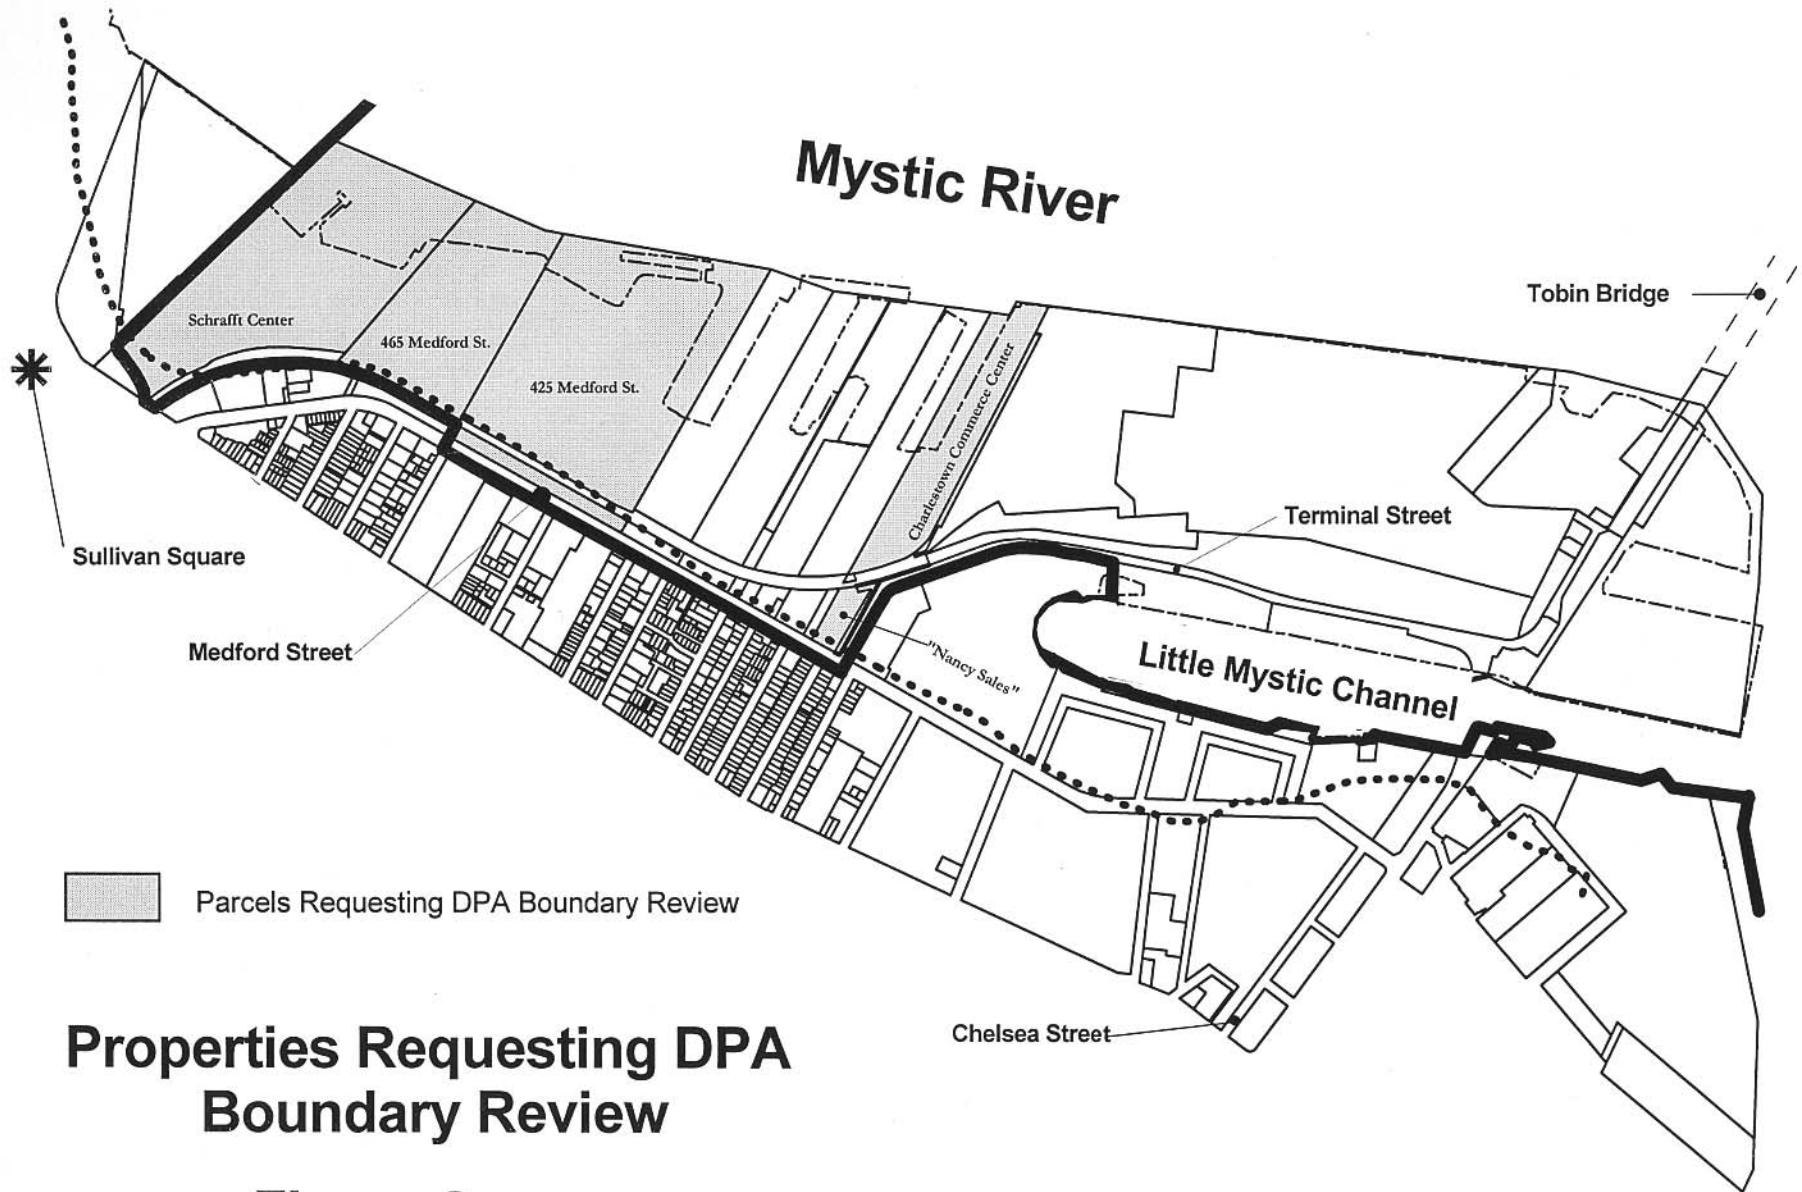 Mystic River
Tobin Bridge
Schrafft Center
465 Medford St.
425 Medford St.
Charlestown Commerce Center
Terminal Street
Sullivan Square
Medford Street
"Nancy Sales"
Little Mystic Channel
Parcels Requesting DPA Boundary Review
Chelsea Street
Properties Requesting DPA
Boundary Review